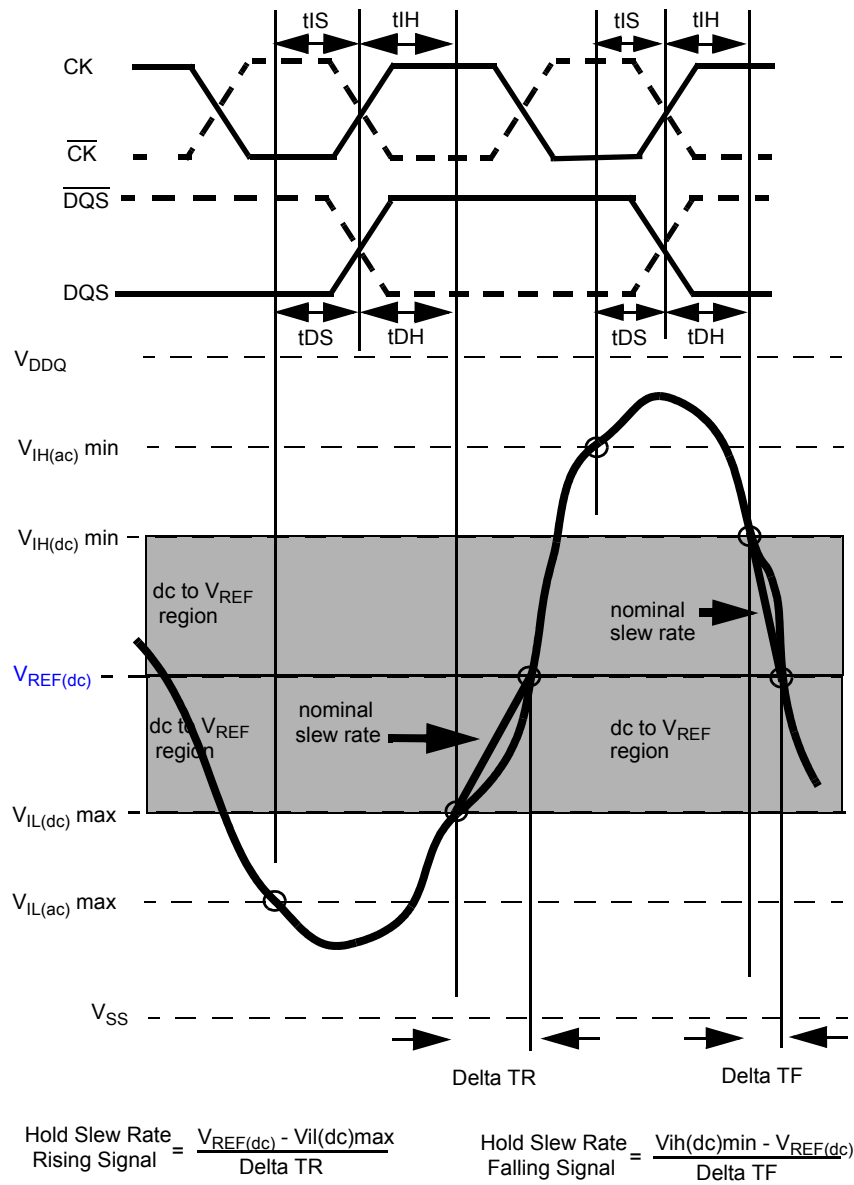 tIS tIH tIS tIH
CK
CK
DQS
DQS
tDS tDH tDS tDH
VDDQ
VIH(ac) min
VIH(dc) min
dc to VREF
region
nominal
slew rate
VREF(dc)
dc to VREF
region
nominal
slew rate
dc to VREF
region
VIL(dc) max
VIL(ac) max
VSS
Delta TR Delta TF
Hold Slew Rate
Rising Signal
= VREF(dc) - Vil(dc)max
Delta TR
Hold Slew Rate
Falling Signal
= Vih(dc)min - VREF(dc)
Delta TF